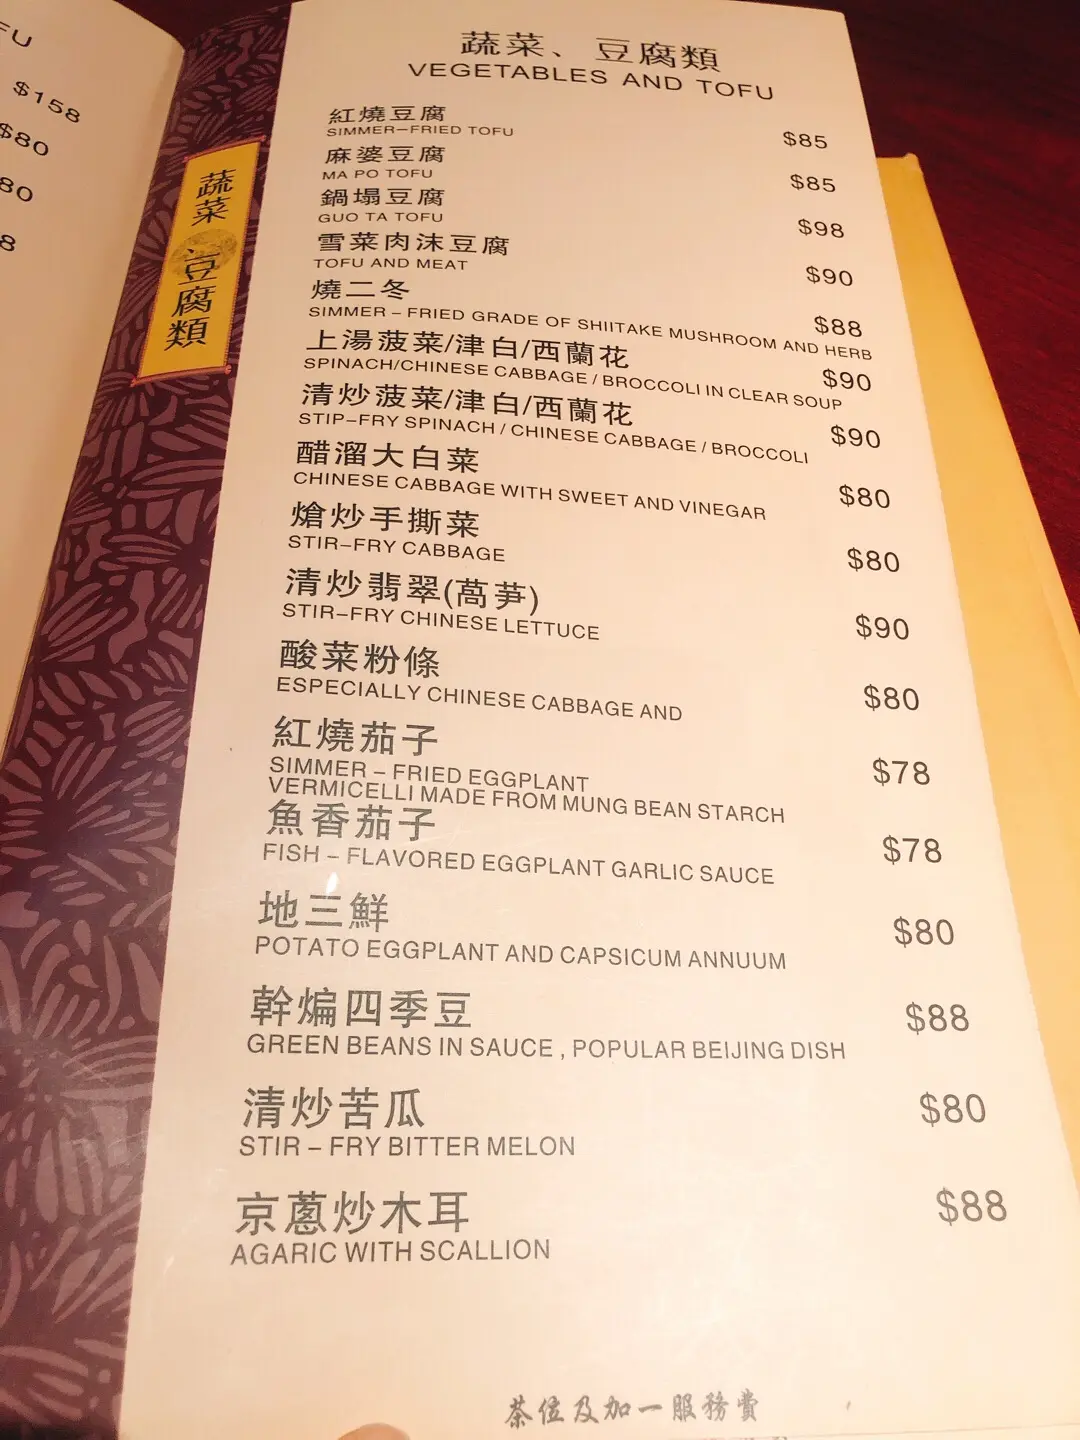 FU
$158
$80
80
8
蔬菜、豆腐類
蔬菜、豆腐類
VEGETABLES AND TOFU
紅燒豆腐
SIMMER–FRIED TOFU
$85
麻婆豆腐
MA PO TOFU
$85
鍋塌豆腐
GUO TA TOFU
$98
雪菜肉沫豆腐
TOFU AND MEAT
$90
燒二冬
SIMMER – FRIED GRADE OF SHIITAKE MUSHROOM AND HERB
$88
上湯菠菜/津白/西蘭花
SPINACH/CHINESE CABBAGE / BROCCOLI IN CLEAR SOUP
$90
清炒菠菜/津白/西蘭花
STIP–FRY SPINACH / CHINESE CABBAGE / BROCCOLI
$90
醋溜大白菜
CHINESE CABBAGE WITH SWEET AND VINEGAR
$80
熗炒手撕菜
STIR–FRY CABBAGE
$80
清炒翡翠(萵笋)
STIR–FRY CHINESE LETTUCE
$90
酸菜粉條
ESPECIALLY CHINESE CABBAGE AND
$80
紅燒茄子
SIMMER – FRIED EGGPLANT
VERMICELLI MADE FROM MUNG BEAN STARCH
$78
魚香茄子
FISH – FLAVORED EGGPLANT GARLIC SAUCE
$78
地三鮮
POTATO EGGPLANT AND CAPSICUM ANNUUM
$80
幹煸四季豆
GREEN BEANS IN SAUCE , POPULAR BEIJING DISH
$88
清炒苦瓜
STIR – FRY BITTER MELON
$80
京蔥炒木耳
AGARIC WITH SCALLION
$88
茶位及加一服務費